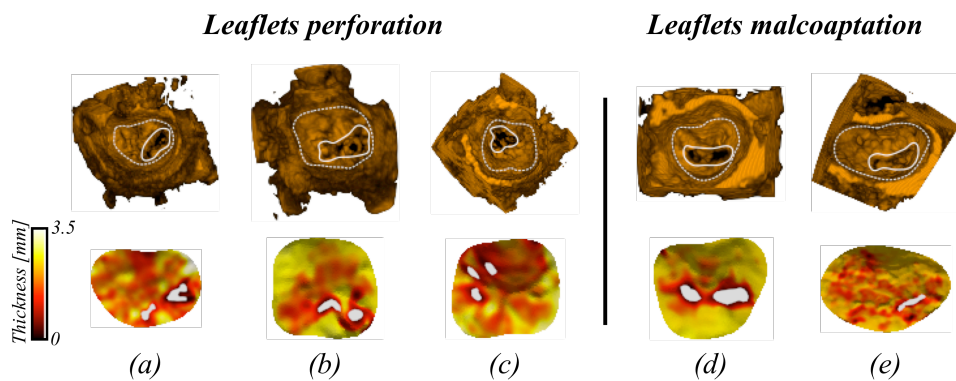 Leaflets perforation
Leaflets malcoaptation
Thickness [mm]
3.5
0
(a)
(b)
(c)
(d)
(e)